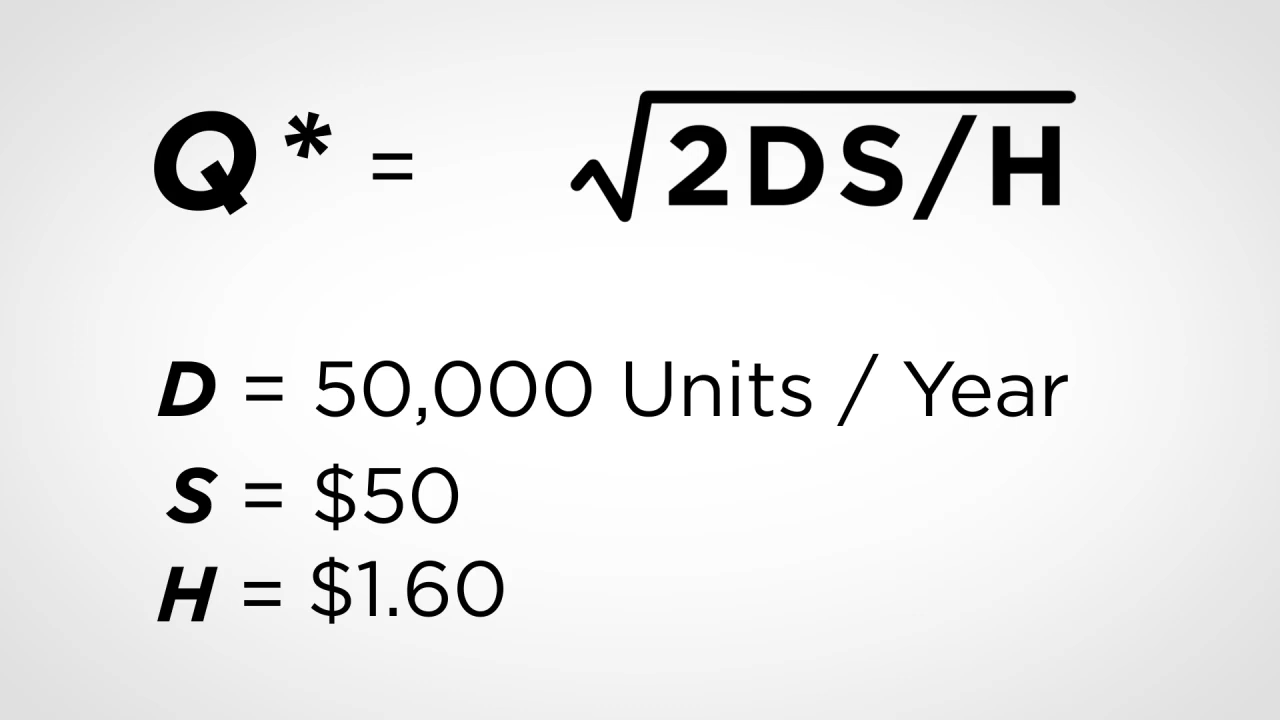 Q* = √2DS/H
D = 50,000 Units / Year
S = $50
H = $1.60